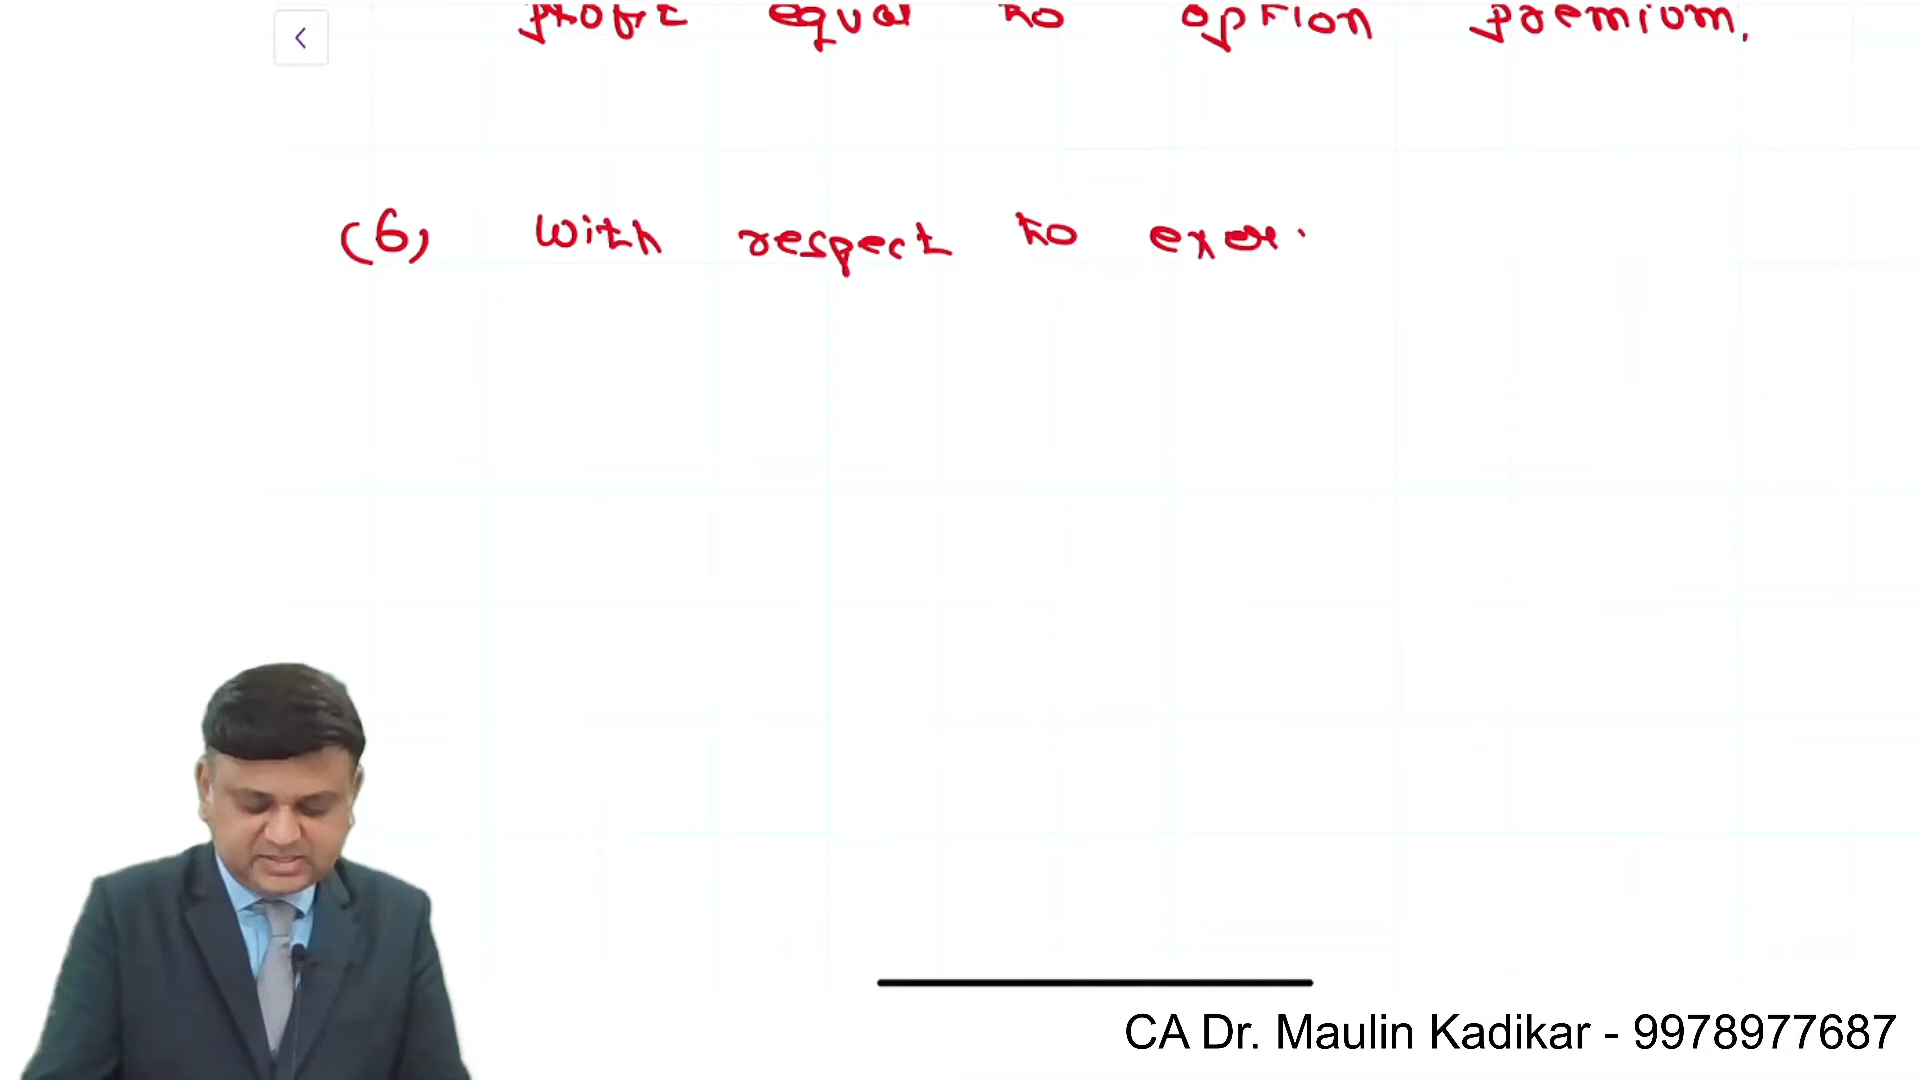 profit equal to option premium.
(6) with respect to exer
CA Dr. Maulin Kadikar - 9978977687